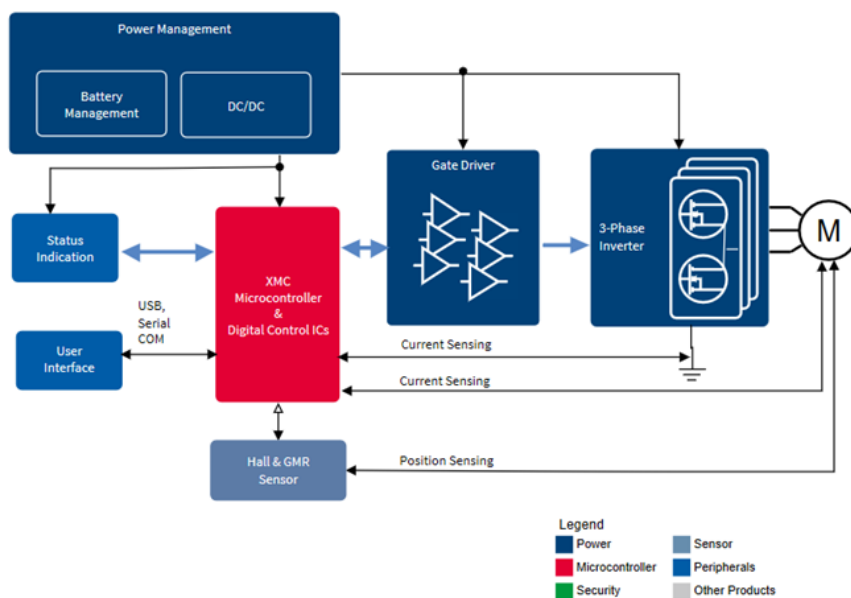 Power Management
Battery
Management
DC/DC
Gate Driver
3-Phase
Inverter
M
Status
Indication
XMC
Microcontroller
&
Digital Control ICs
USB,
Serial
COM
User
Interface
Current Sensing
Current Sensing
Hall & GMR
Sensor
Position Sensing
Legend
Power
Sensor
Microcontroller
Peripherals
Security
Other Products